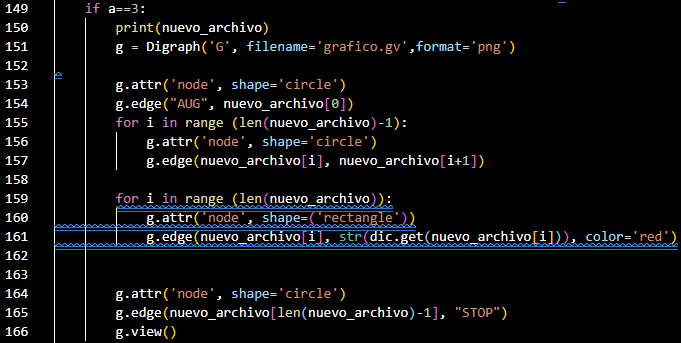 149 if a==3:
150 print(nuevo_archivo)
151 g = Digraph('G', filename='grafico.gv',format='png')
152
153 g.attr('node', shape='circle')
154 g.edge("AUG", nuevo_archivo[0])
155 for i in range (len(nuevo_archivo)-1):
156 g.attr('node', shape='circle')
157 g.edge(nuevo_archivo[i], nuevo_archivo[i+1])
158
159 for i in range (len(nuevo_archivo)):
160 g.attr('node', shape=('rectangle'))
161 g.edge(nuevo_archivo[i], str(dic.get(nuevo_archivo[i])), color='red')
162
163
164 g.attr('node', shape='circle')
165 g.edge(nuevo_archivo[len(nuevo_archivo)-1], "STOP")
166 g.view()